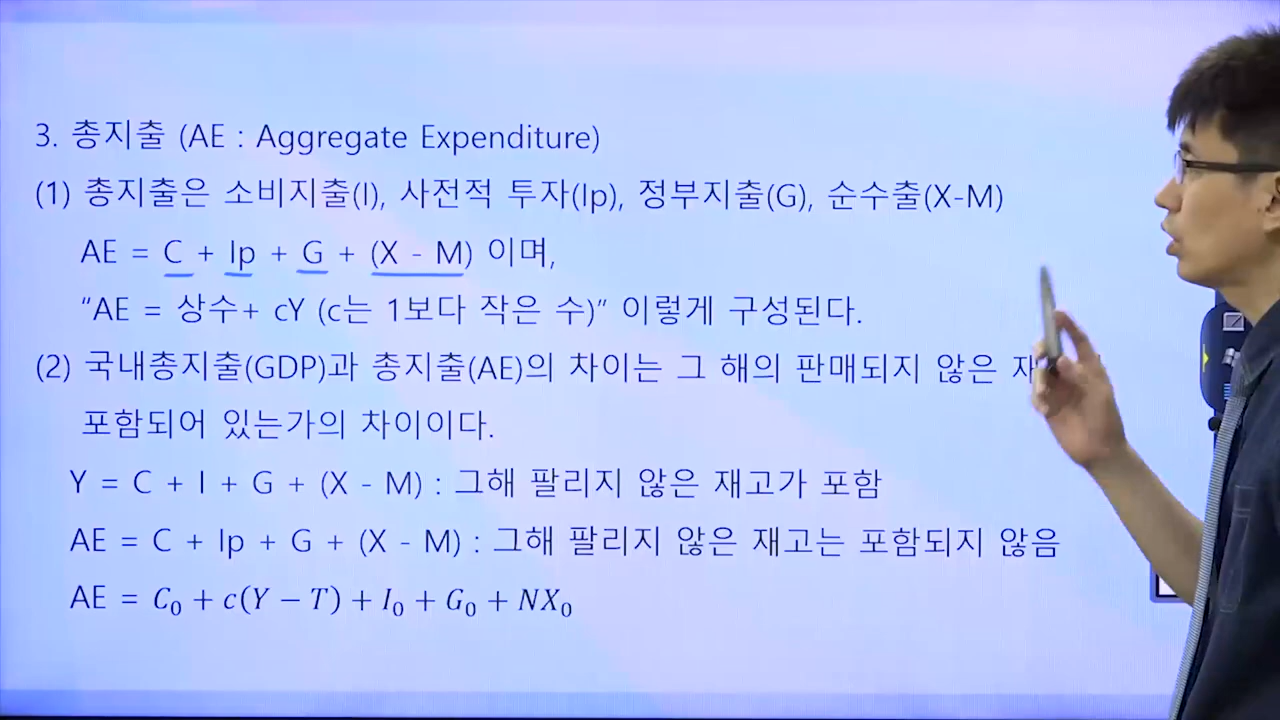 3. 총지출 (AE : Aggregate Expenditure)
(1) 총지출은 소비지출(I), 사전적 투자(Ip), 정부지출(G), 순수출(X-M)
AE = C + Ip + G + (X - M) 이며,
“AE = 상수+ cY (c는 1보다 작은 수)” 이렇게 구성된다.
(2) 국내총지출(GDP)과 총지출(AE)의 차이는 그 해의 판매되지 않은
포함되어 있는가의 차이이다.
Y = C + I + G + (X - M) : 그해 팔리지 않은 재고가 포함
AE = C + Ip + G + (X - M) : 그해 팔리지 않은 재고는 포함되지 않음
AE = C₀ + c(Y − T) + I₀ + G₀ + NX₀